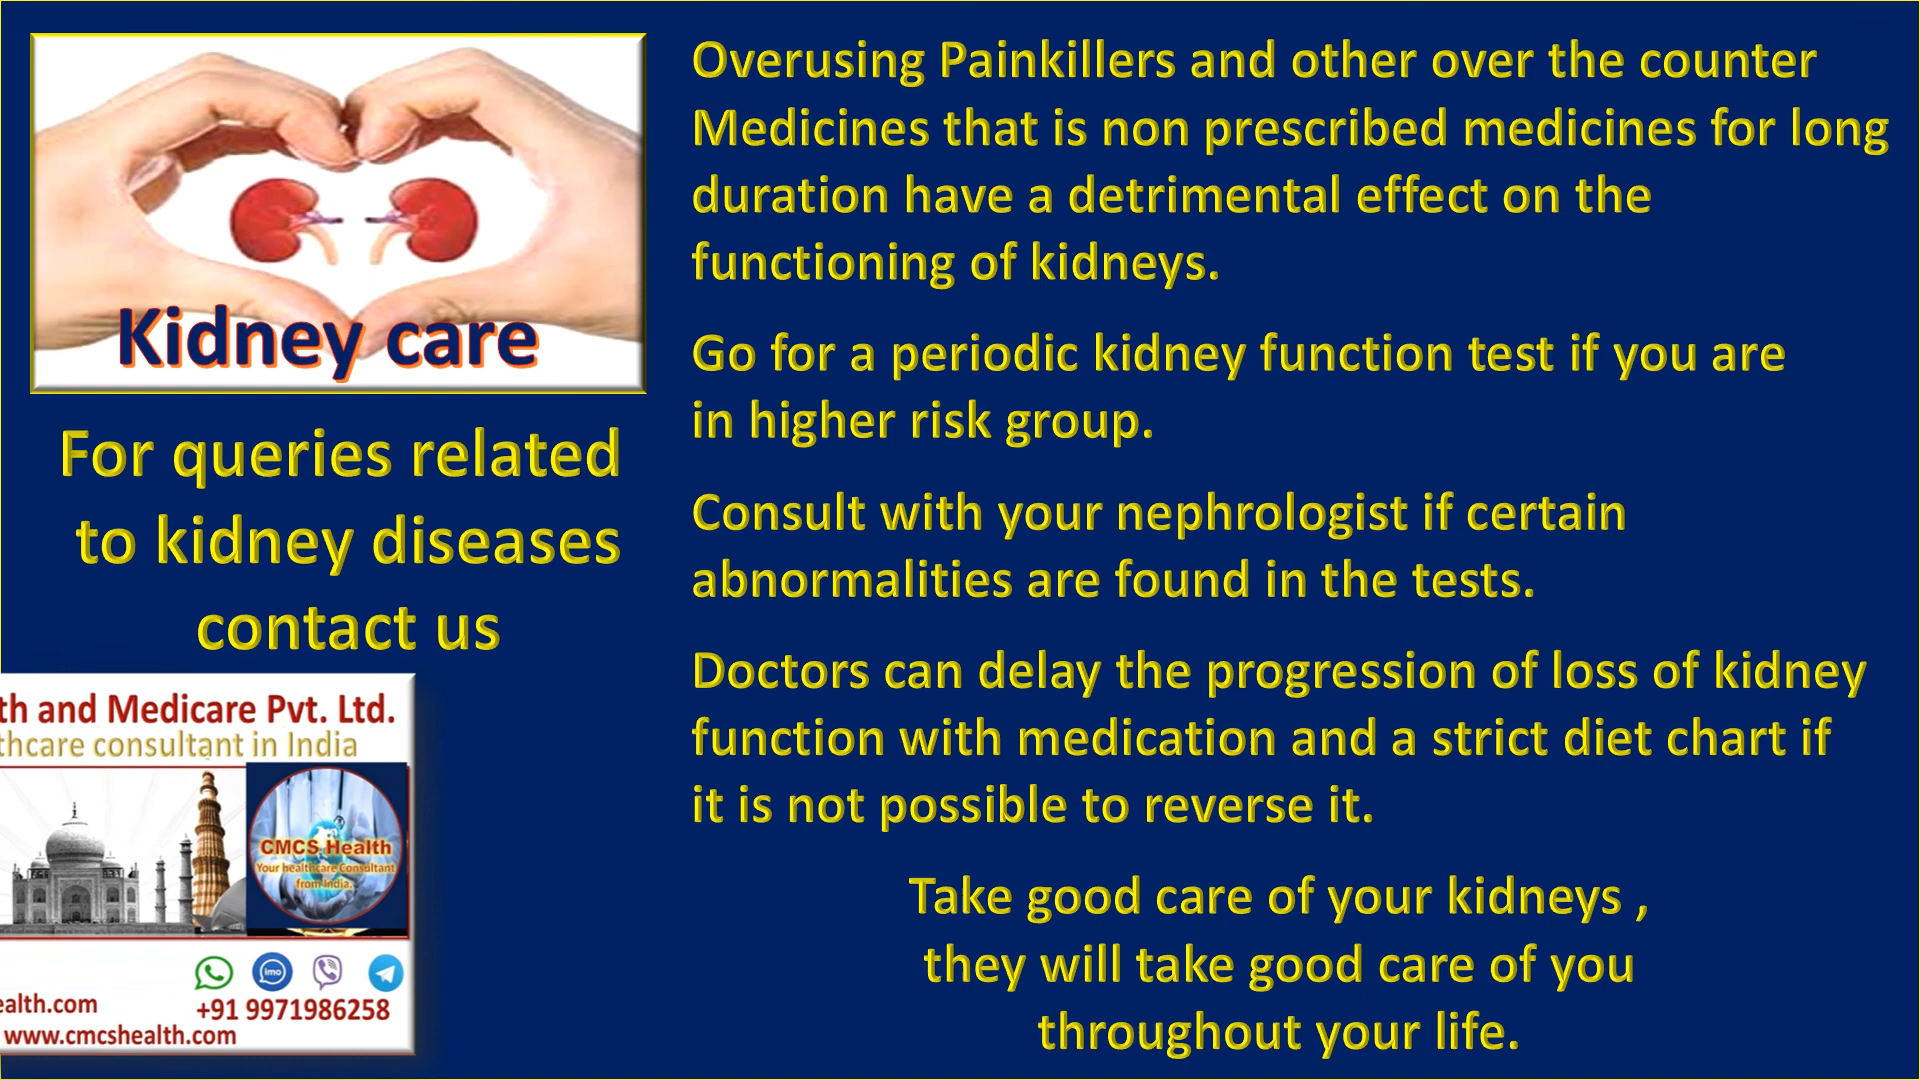 Kidney care
For queries related
to kidney diseases
contact us
th and Medicare Pvt. Ltd.
thcare consultant in India
CMCS Health
Your healthcare Consultant
from India.
imo
ealth.com
+91 9971986258
www.cmcshealth.com
Overusing Painkillers and other over the counter
Medicines that is non prescribed medicines for long
duration have a detrimental effect on the
functioning of kidneys.
Go for a periodic kidney function test if you are
in higher risk group.
Consult with your nephrologist if certain
abnormalities are found in the tests.
Doctors can delay the progression of loss of kidney
function with medication and a strict diet chart if
it is not possible to reverse it.
Take good care of your kidneys ,
they will take good care of you
throughout your life.